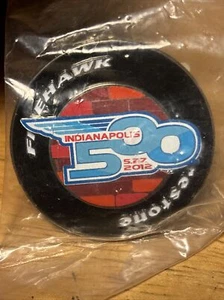 FIREHAWK
INDIANAPOLIS
500
5.27
2012
Firestone